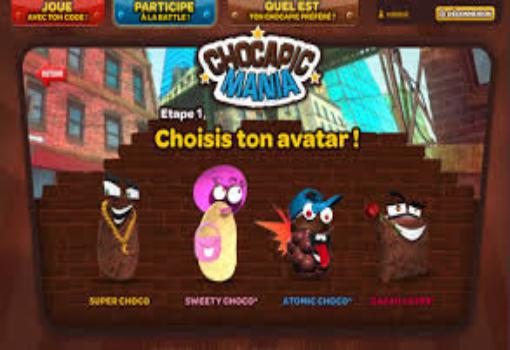 JOUE
AVEC TON CODE !
PARTICIPE
À LA BATTLE !
QUEL EST
TON CHOCAPIC PRÉFÉRÉ ?
DÉCONNEXION
CHOCAPIC
MANIA
RETOUR
Etape 1,
Choisis ton avatar !
SUPER CHOCO
SWEETY CHOCO*
ATOMIC CHOCO*